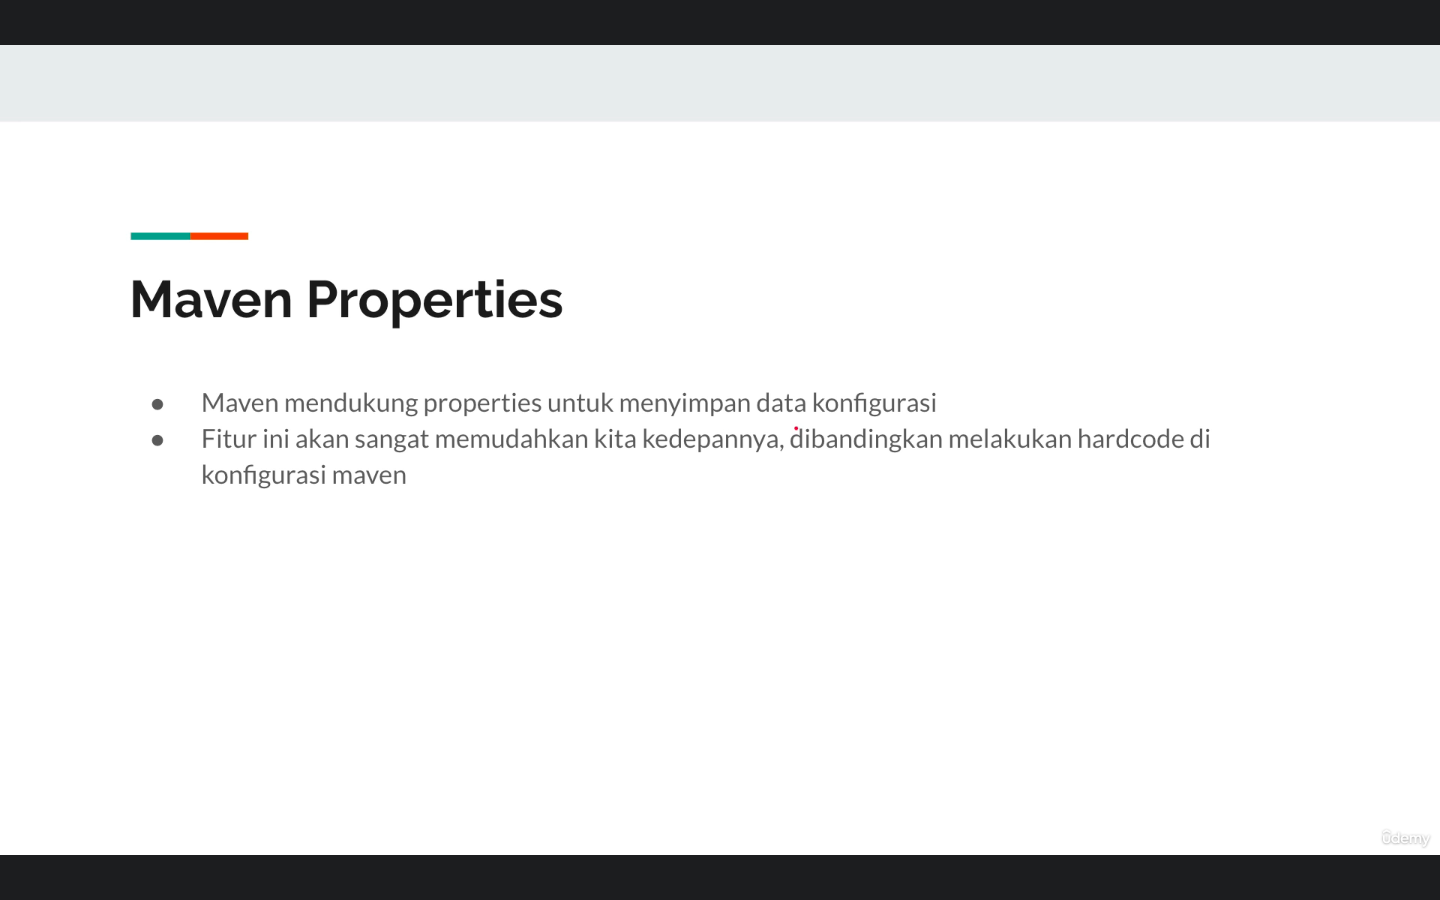 Maven Properties
● Maven mendukung properties untuk menyimpan data konfigurasi
● Fitur ini akan sangat memudahkan kita kedepannya, dibandingkan melakukan hardcode di
konfigurasi maven
ûdemy